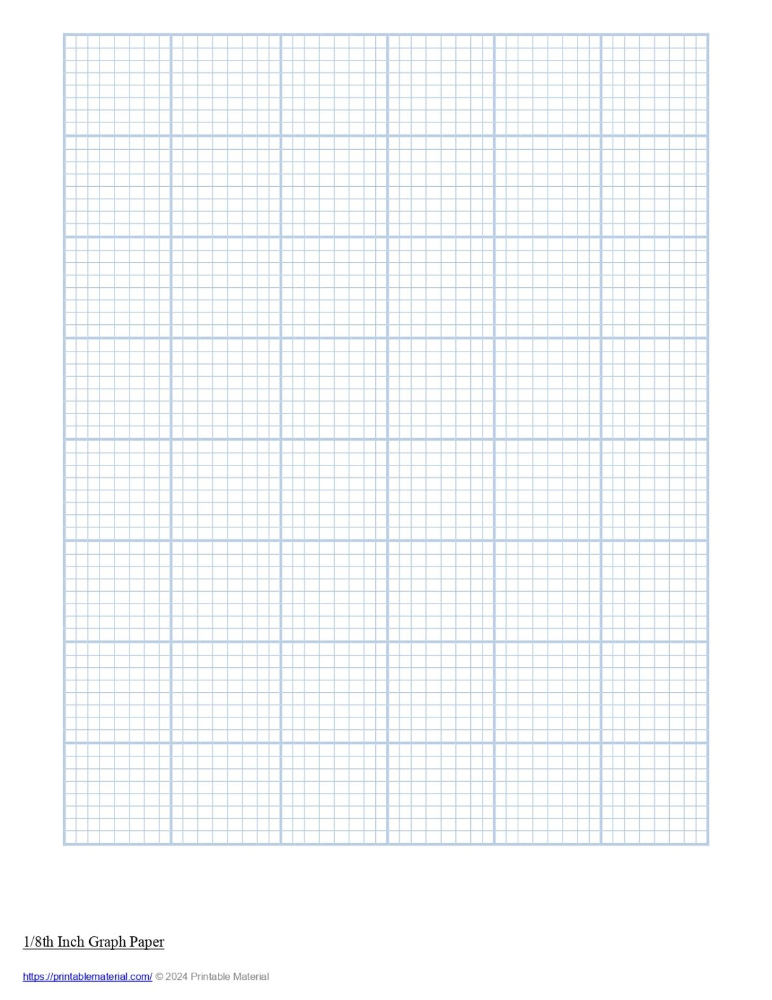 1/8th Inch Graph Paper
https://printablematerial.com/ © 2024 Printable Material